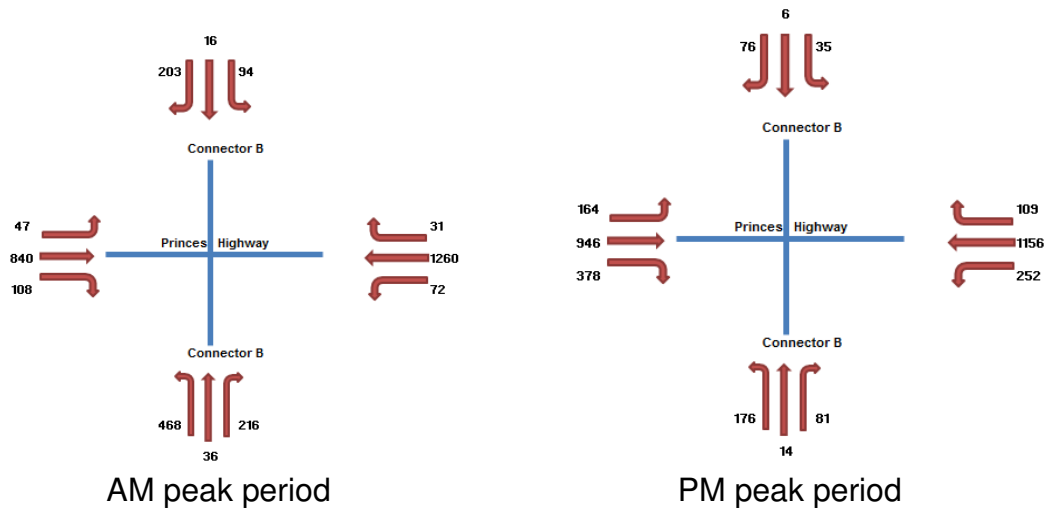 16
203 94
Connector B
47
840
108
Princes Highway
31
1260
72
Connector B
468 216
36
AM peak period
6
76 35
Connector B
164
946
378
Princes Highway
109
1156
252
Connector B
176 81
14
PM peak period